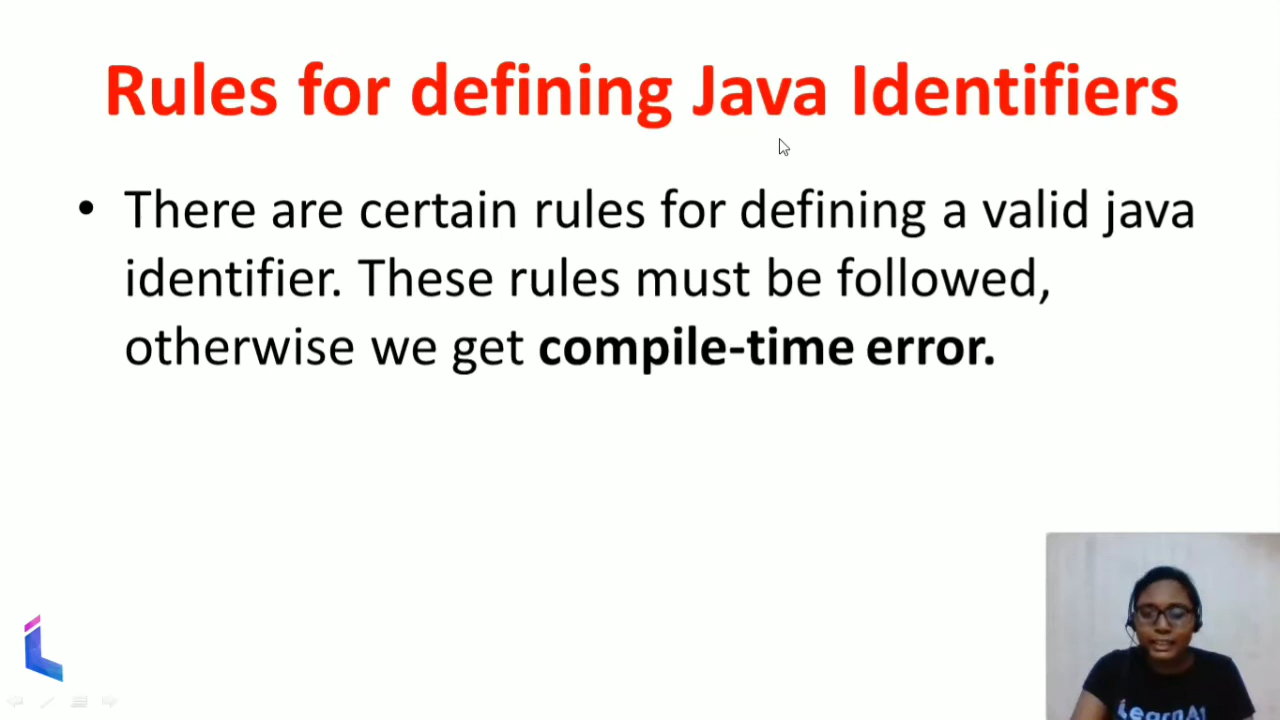 Rules for defining Java Identifiers
• There are certain rules for defining a valid java
identifier. These rules must be followed,
otherwise we get compile-time error.